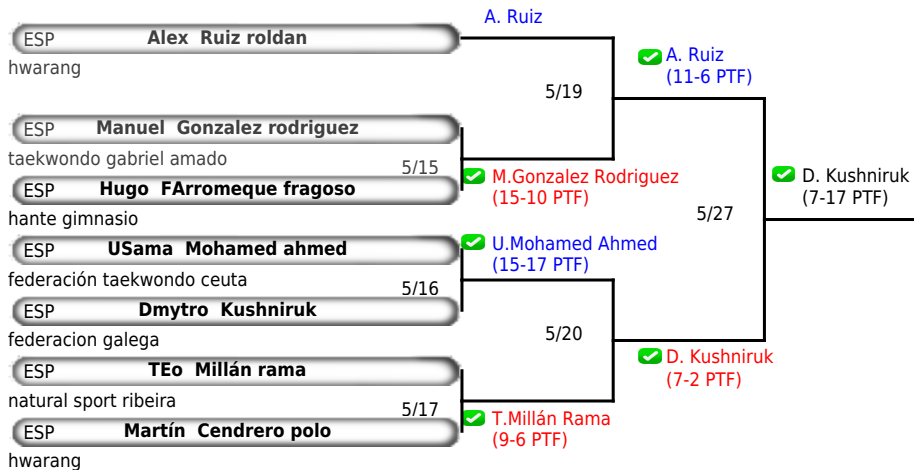 A. Ruiz
ESP Alex Ruiz roldan
hwarang
A. Ruiz
(11-6 PTF)
5/19
ESP Manuel Gonzalez rodriguez
taekwondo gabriel amado
5/15
ESP Hugo FArromeque fragoso
hante gimnasio
M.Gonzalez Rodriguez
(15-10 PTF)
D. Kushniruk
(7-17 PTF)
5/27
ESP USama Mohamed ahmed
federación taekwondo ceuta
U.Mohamed Ahmed
(15-17 PTF)
5/16
ESP Dmytro Kushniruk
federacion galega
5/20
ESP TEo Millán rama
natural sport ribeira
D. Kushniruk
(7-2 PTF)
5/17
ESP Martín Cendrero polo
hwarang
T.Millán Rama
(9-6 PTF)